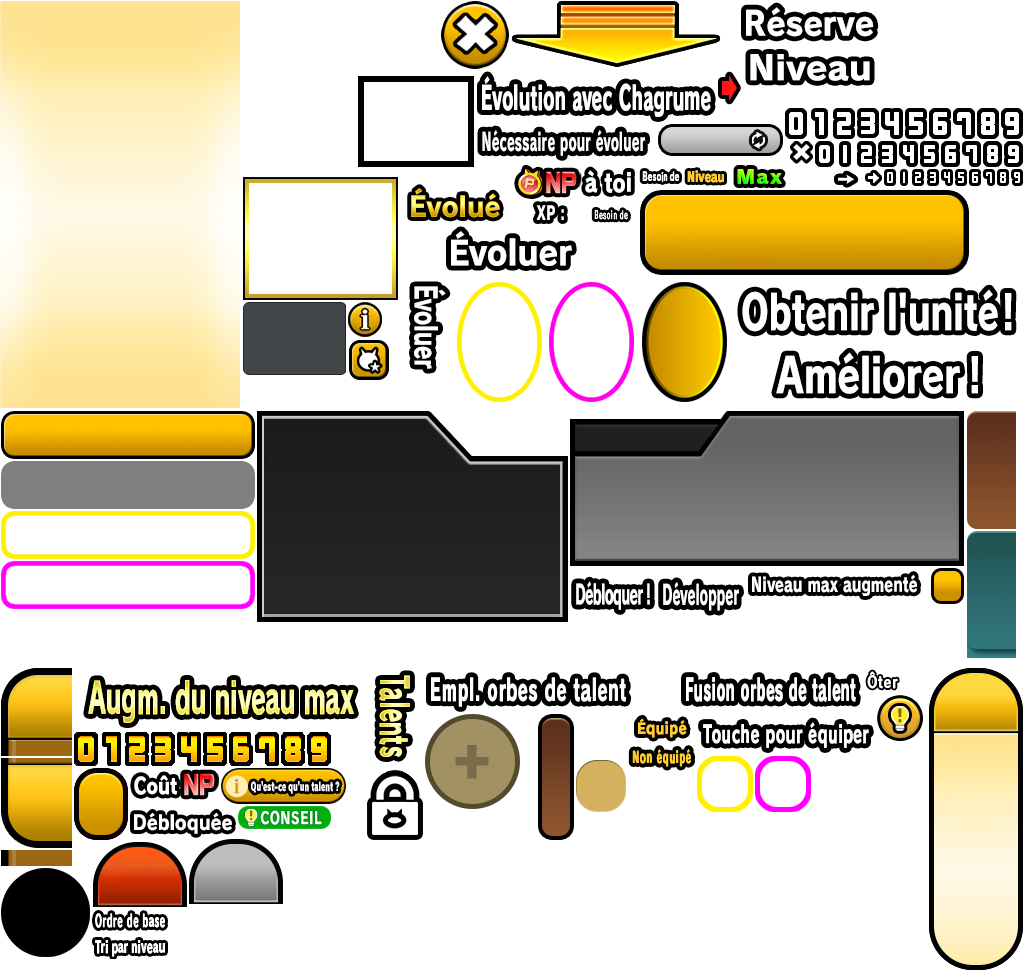 Réserve
Niveau
Évolution avec Chagrume
0123456789
Nécessaire pour évoluer
×0123456789
NP à toi
Besoin de Niveau Max
0123456789
Évolué
XP :
Besoin de
Évoluer
Évoluer
Obtenir l'unité!
Améliorer !
Débloquer ! Développer
Niveau max augmenté
Augm. du niveau max
Talents
Empl. orbes de talent
Fusion orbes de talent
Ôter
0123456789
Équipé
Touche pour équiper
Non équipé
Coût NP
Qu'est-ce qu'un talent ?
Débloquée
CONSEIL
Ordre de base
Tri par niveau